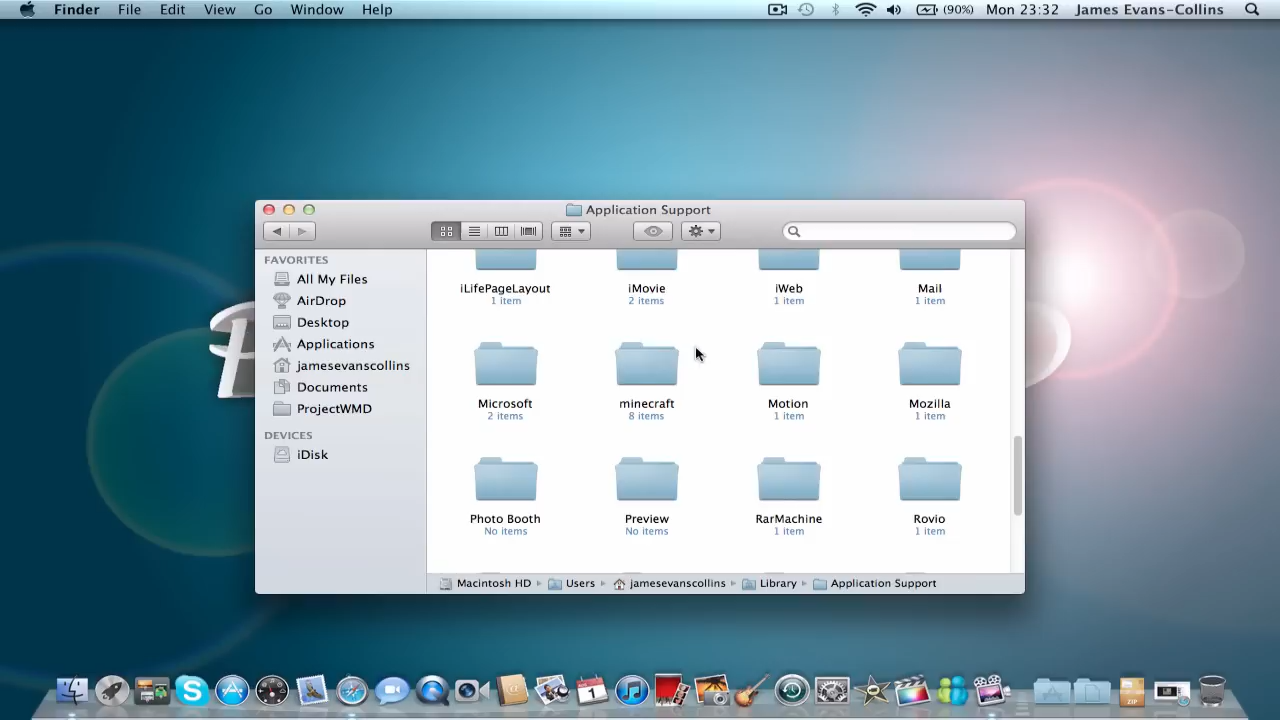 Finder File Edit View Go Window Help (90%) Mon 23:32 James Evans-Collins
Application Support
FAVORITES
All My Files
AirDrop
Desktop
Applications
jamesevanscollins
Documents
ProjectWMD
DEVICES
iDisk
iLifePageLayout iMovie iWeb Mail
1 item 2 items 1 item 1 item
Microsoft minecraft Motion Mozilla
2 items 8 items 1 item 1 item
Photo Booth Preview RarMachine Rovio
No items No items 1 item 1 item
Macintosh HD Users jamesevanscollins Library Application Support
1
ZIP